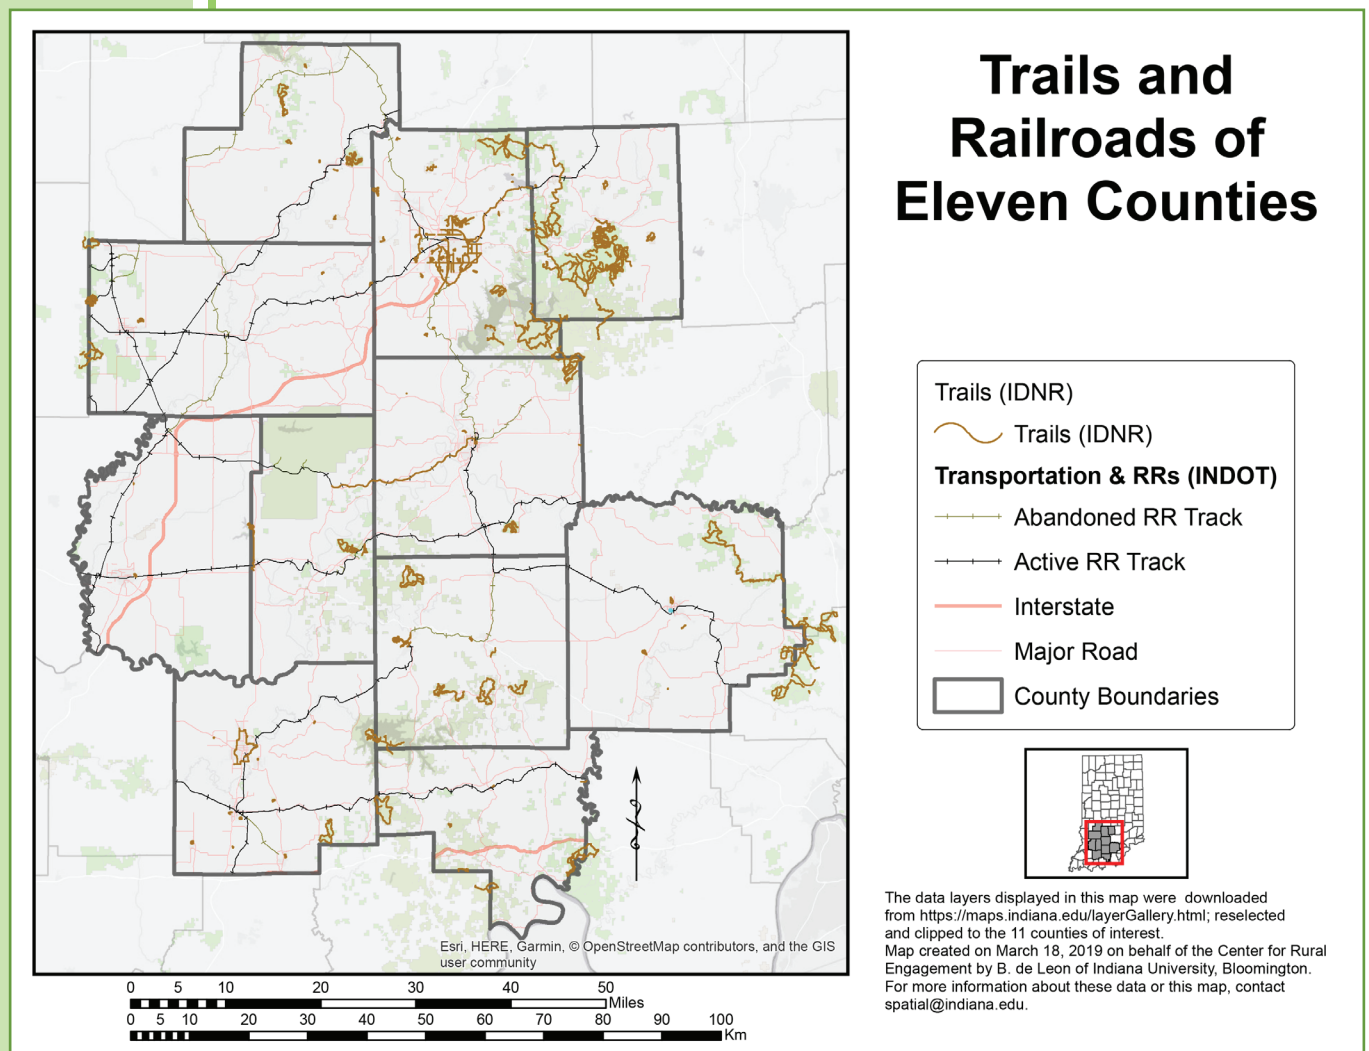 Trails and
Railroads of
Eleven Counties
Trails (IDNR)
Trails (IDNR)
Transportation & RRs (INDOT)
Abandoned RR Track
Active RR Track
Interstate
Major Road
County Boundaries
The data layers displayed in this map were downloaded
from https://maps.indiana.edu/layerGallery.html; reselected
and clipped to the 11 counties of interest.
Map created on March 18, 2019 on behalf of the Center for Rural
Engagement by B. de Leon of Indiana University, Bloomington.
For more information about these data or this map, contact
spatial@indiana.edu.
Esri, HERE, Garmin, © OpenStreetMap contributors, and the GIS
user community
0 5 10 20 30 40 50
Miles
0 5 10 20 30 40 50 60 70 80 90 100
Km